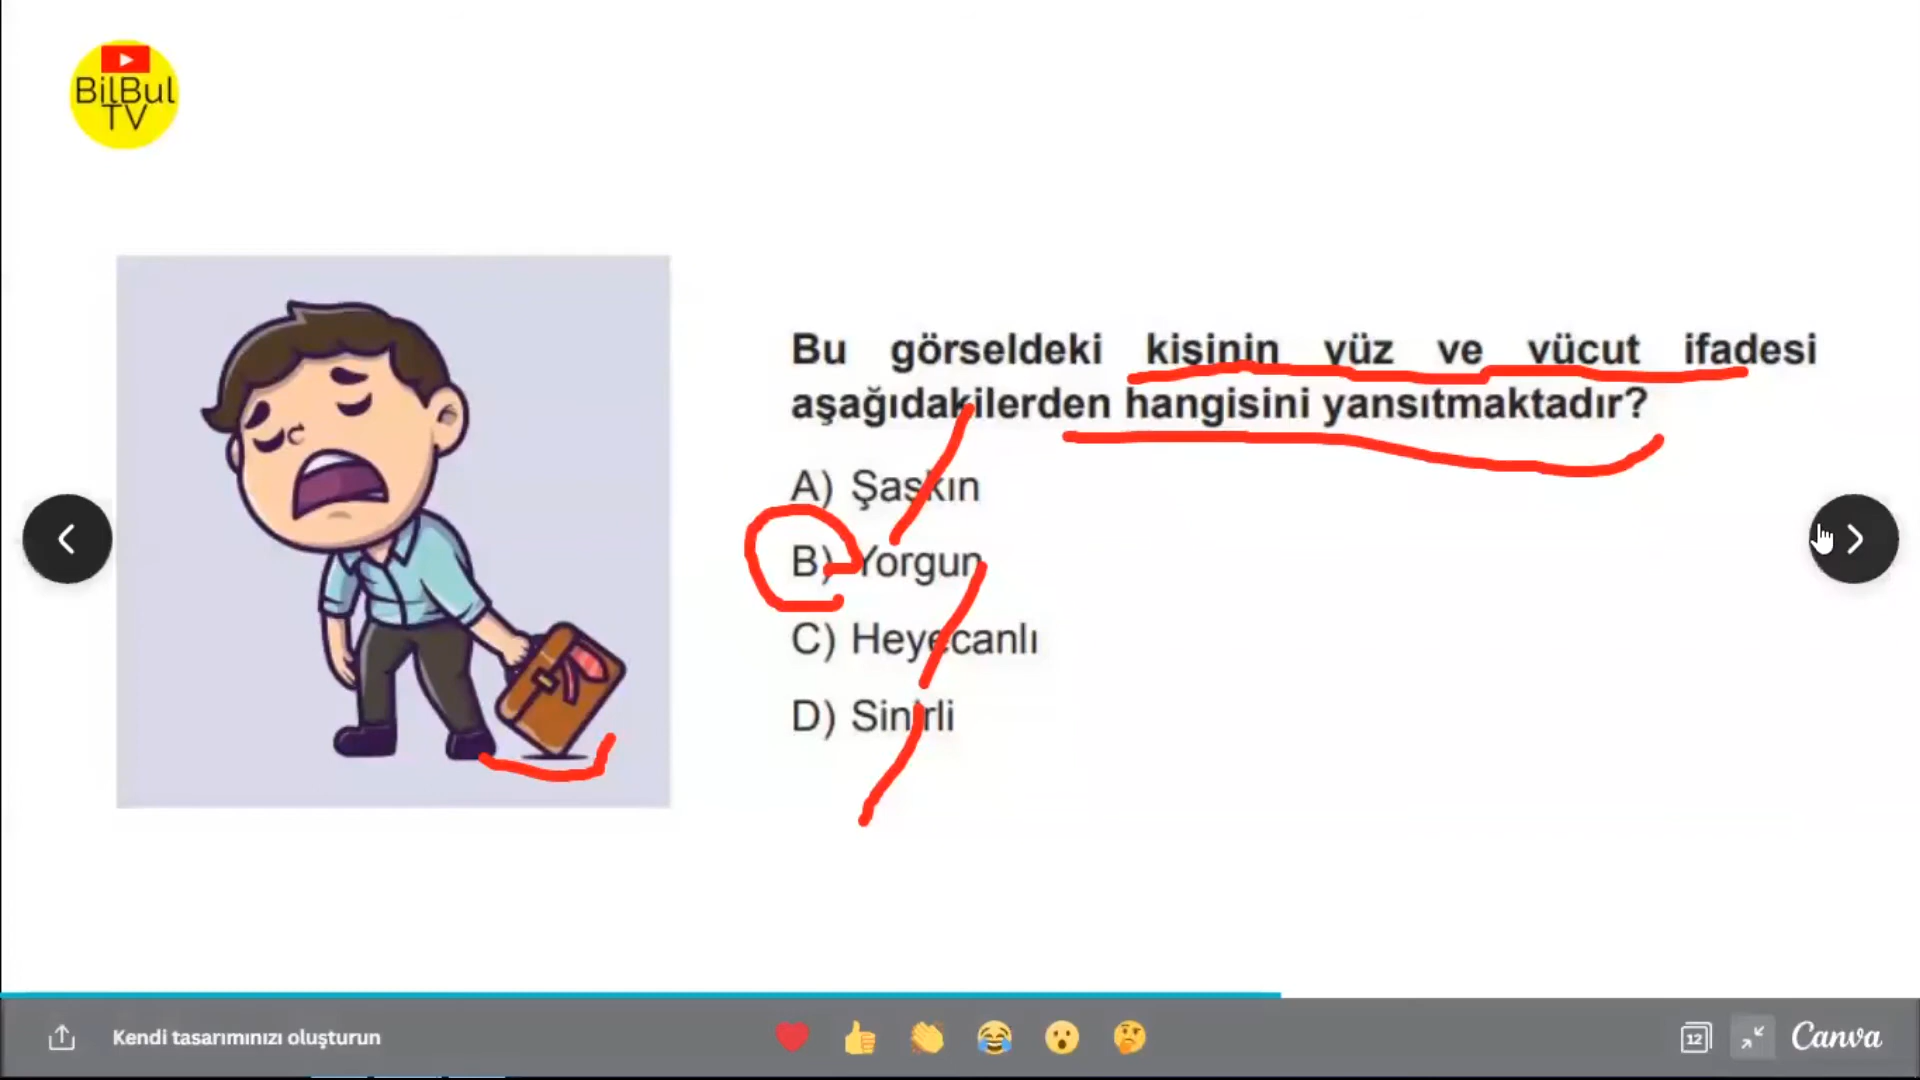 BilBul
TV
Bu görseldeki kişinin yüz ve vücut ifadesi
aşağıdakilerden hangisini yansıtmaktadır?
A) Şaşkın
B) Yorgun
C) Heyecanlı
D) Sinirli
Kendi tasarımınızı oluşturun
12
Canva